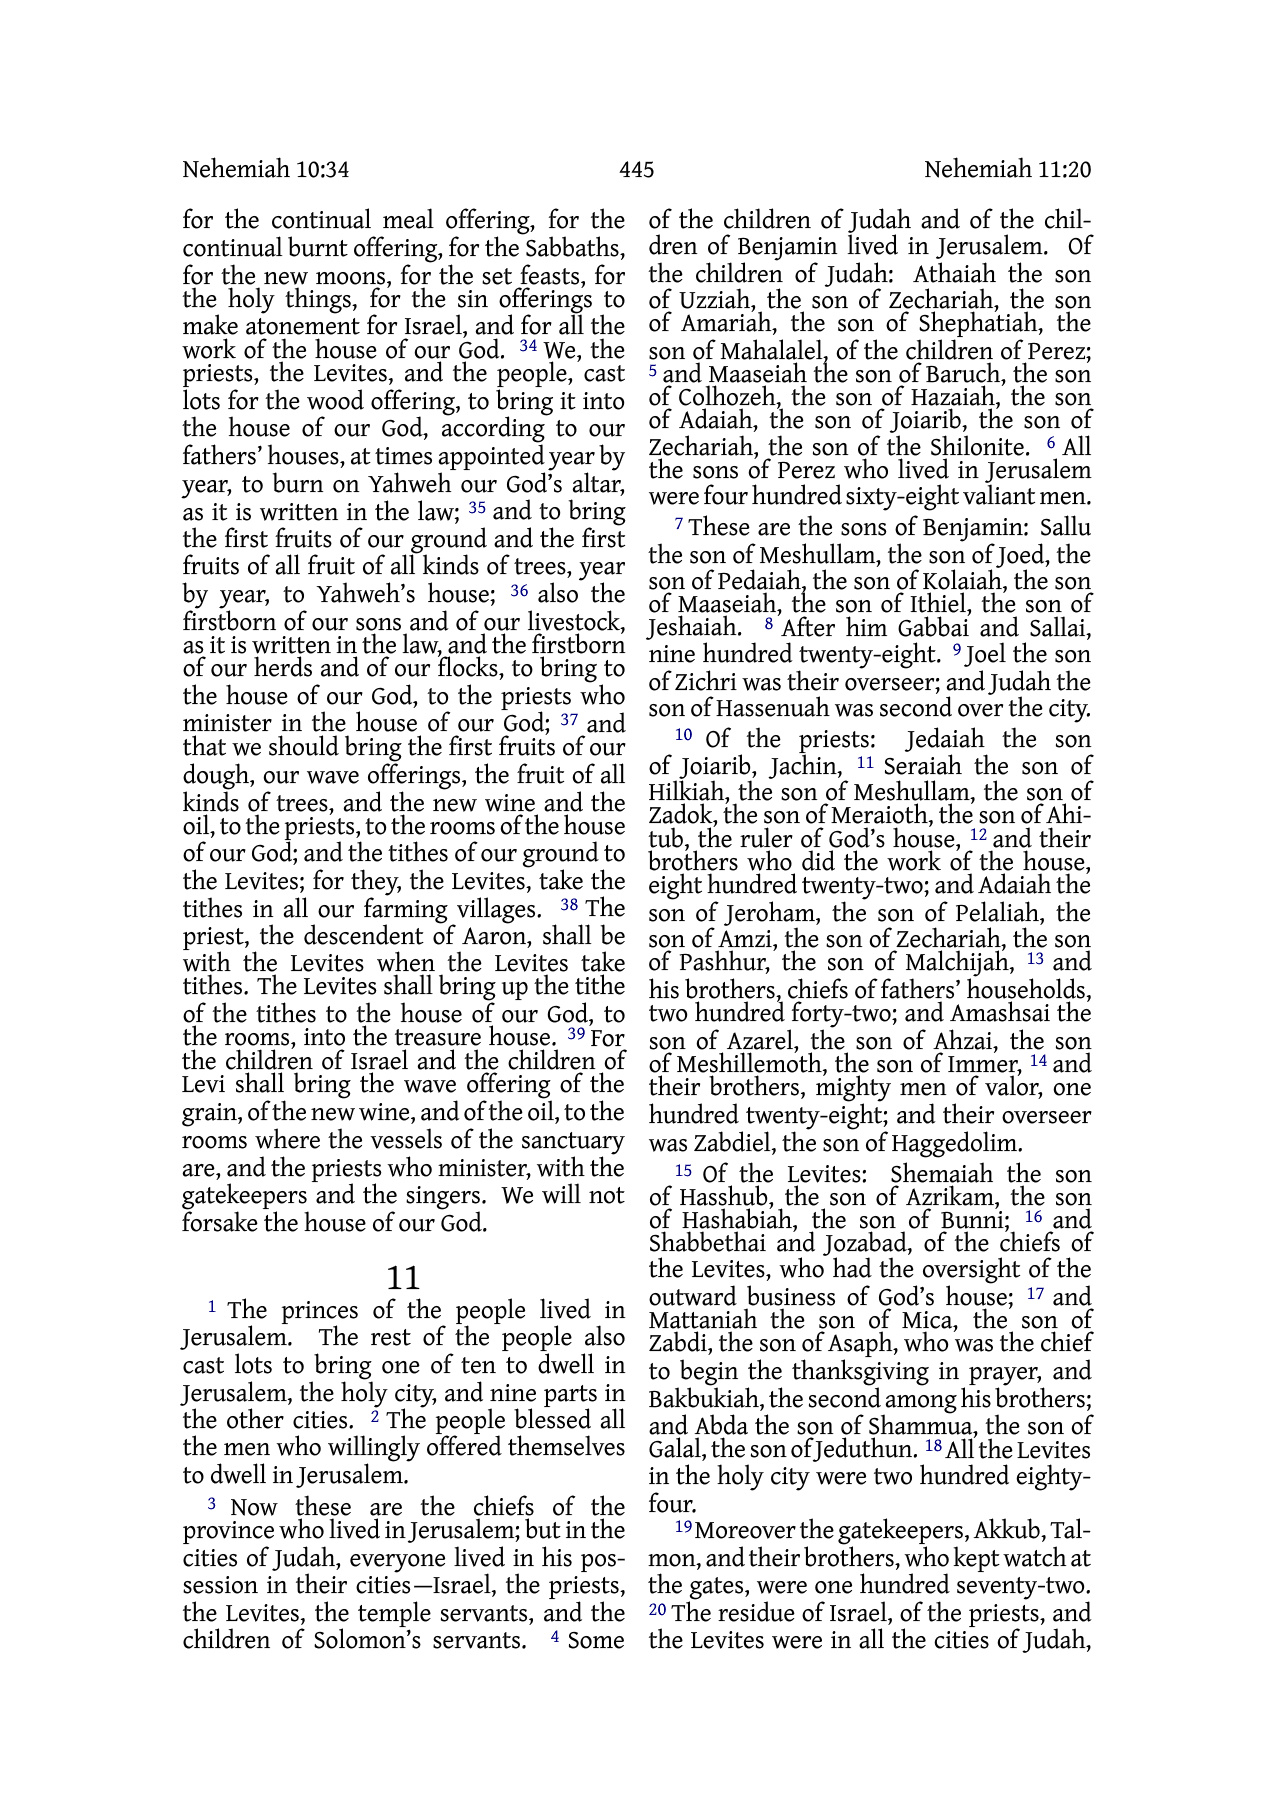 Nehemiah 10:34 445 Nehemiah 11:20
for the continual meal offering, for the
continual burnt offering, for the Sabbaths,
for the new moons, for the set feasts, for
the holy things, for the sin offerings to
make atonement for Israel, and for all the
work of the house of our God. 34 We, the
priests, the Levites, and the people, cast
lots for the wood offering, to bring it into
the house of our God, according to our
fathers’ houses, at times appointed year by
year, to burn on Yahweh our God’s altar,
as it is written in the law; 35 and to bring
the first fruits of our ground and the first
fruits of all fruit of all kinds of trees, year
by year, to Yahweh’s house; 36 also the
firstborn of our sons and of our livestock,
as it is written in the law, and the firstborn
of our herds and of our flocks, to bring to
the house of our God, to the priests who
minister in the house of our God; 37 and
that we should bring the first fruits of our
dough, our wave offerings, the fruit of all
kinds of trees, and the new wine and the
oil, to the priests, to the rooms of the house
of our God; and the tithes of our ground to
the Levites; for they, the Levites, take the
tithes in all our farming villages. 38 The
priest, the descendent of Aaron, shall be
with the Levites when the Levites take
tithes. The Levites shall bring up the tithe
of the tithes to the house of our God, to
the rooms, into the treasure house. 39 For
the children of Israel and the children of
Levi shall bring the wave offering of the
grain, of the new wine, and of the oil, to the
rooms where the vessels of the sanctuary
are, and the priests who minister, with the
gatekeepers and the singers. We will not
forsake the house of our God.
11
1 The princes of the people lived in
Jerusalem. The rest of the people also
cast lots to bring one of ten to dwell in
Jerusalem, the holy city, and nine parts in
the other cities. 2 The people blessed all
the men who willingly offered themselves
to dwell in Jerusalem.
3 Now these are the chiefs of the
province who lived in Jerusalem; but in the
cities of Judah, everyone lived in his pos-
session in their cities—Israel, the priests,
the Levites, the temple servants, and the
children of Solomon’s servants. 4 Some
of the children of Judah and of the chil-
dren of Benjamin lived in Jerusalem. Of
the children of Judah: Athaiah the son
of Uzziah, the son of Zechariah, the son
of Amariah, the son of Shephatiah, the
son of Mahalalel, of the children of Perez;
5 and Maaseiah the son of Baruch, the son
of Colhozeh, the son of Hazaiah, the son
of Adaiah, the son of Joiarib, the son of
Zechariah, the son of the Shilonite. 6 All
the sons of Perez who lived in Jerusalem
were four hundred sixty-eight valiant men.
7 These are the sons of Benjamin: Sallu
the son of Meshullam, the son of Joed, the
son of Pedaiah, the son of Kolaiah, the son
of Maaseiah, the son of Ithiel, the son of
Jeshaiah. 8 After him Gabbai and Sallai,
nine hundred twenty-eight. 9 Joel the son
of Zichri was their overseer; and Judah the
son of Hassenuah was second over the city.
10 Of the priests: Jedaiah the son
of Joiarib, Jachin, 11 Seraiah the son of
Hilkiah, the son of Meshullam, the son of
Zadok, the son of Meraioth, the son of Ahi-
tub, the ruler of God’s house, 12 and their
brothers who did the work of the house,
eight hundred twenty-two; and Adaiah the
son of Jeroham, the son of Pelaliah, the
son of Amzi, the son of Zechariah, the son
of Pashhur, the son of Malchijah, 13 and
his brothers, chiefs of fathers’ households,
two hundred forty-two; and Amashsai the
son of Azarel, the son of Ahzai, the son
of Meshillemoth, the son of Immer, 14 and
their brothers, mighty men of valor, one
hundred twenty-eight; and their overseer
was Zabdiel, the son of Haggedolim.
15 Of the Levites: Shemaiah the son
of Hasshub, the son of Azrikam, the son
of Hashabiah, the son of Bunni; 16 and
Shabbethai and Jozabad, of the chiefs of
the Levites, who had the oversight of the
outward business of God’s house; 17 and
Mattaniah the son of Mica, the son of
Zabdi, the son of Asaph, who was the chief
to begin the thanksgiving in prayer, and
Bakbukiah, the second among his brothers;
and Abda the son of Shammua, the son of
Galal, the son of Jeduthun. 18 All the Levites
in the holy city were two hundred eighty-
four.
19 Moreover the gatekeepers, Akkub, Tal-
mon, and their brothers, who kept watch at
the gates, were one hundred seventy-two.
20 The residue of Israel, of the priests, and
the Levites were in all the cities of Judah,